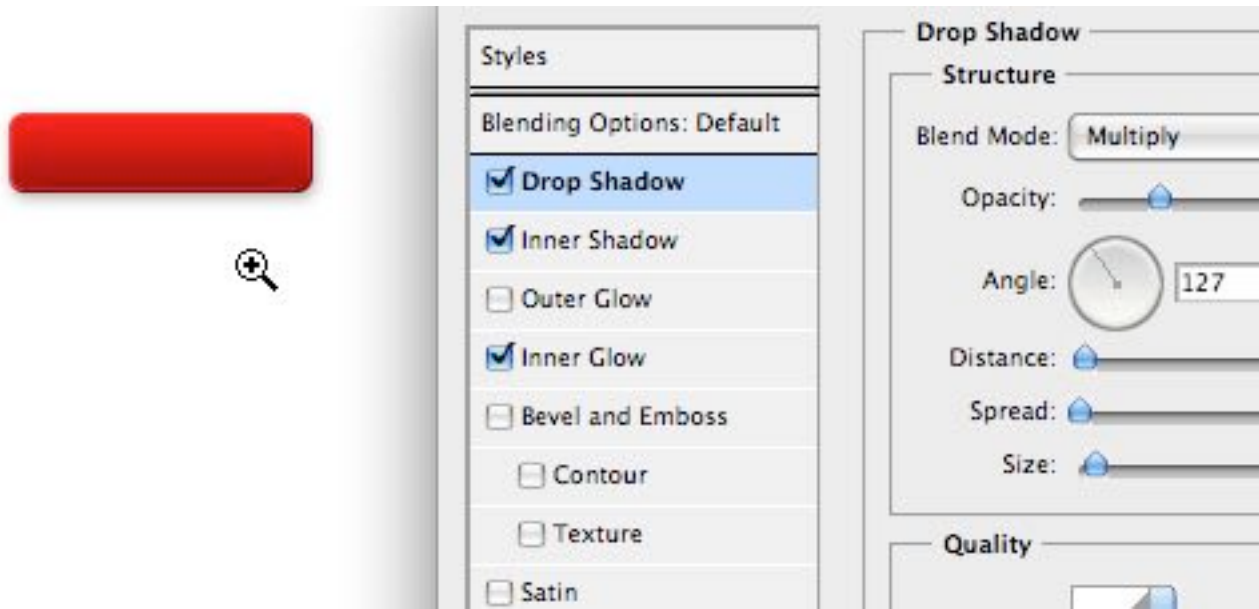 Styles
Blending Options: Default
Drop Shadow
Inner Shadow
Outer Glow
Inner Glow
Bevel and Emboss
Contour
Texture
Satin
Drop Shadow
Structure
Blend Mode: Multiply
Opacity:
Angle: 127
Distance:
Spread:
Size:
Quality